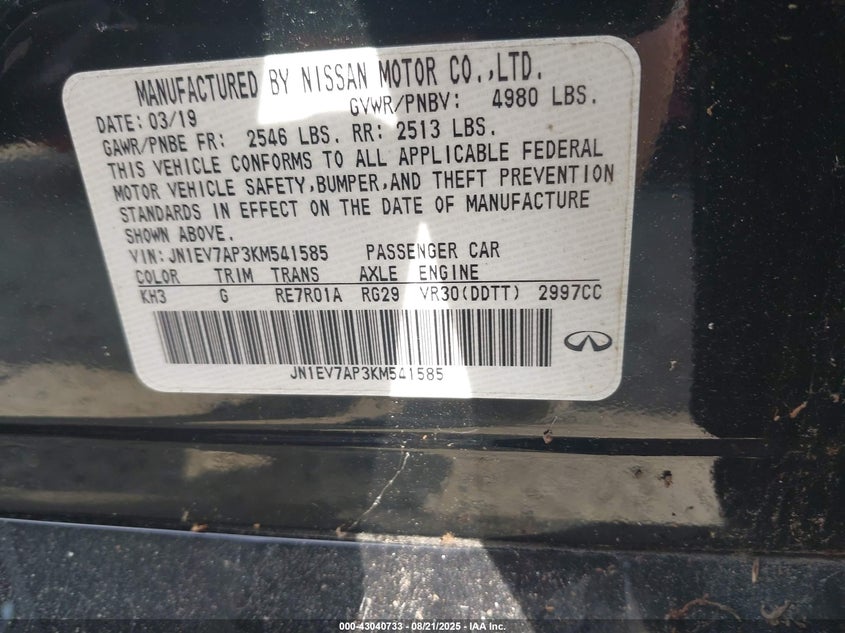 MANUFACTURED BY NISSAN MOTOR CO.,LTD.
DATE: 03/19 GVWR/PNBV: 4980 LBS.
GAWR/PNBE FR: 2546 LBS. RR: 2513 LBS.
THIS VEHICLE CONFORMS TO ALL APPLICABLE FEDERAL
MOTOR VEHICLE SAFETY,BUMPER,AND THEFT PREVENTION
STANDARDS IN EFFECT ON THE DATE OF MANUFACTURE
SHOWN ABOVE.
VIN:JN1EV7AP3KM541585 PASSENGER CAR
COLOR TRIM TRANS AXLE ENGINE
KH3 G RE7R01A RG29 VR30(DDTT) 2997CC
JN1EV7AP3KM541585
000-43040733 - 08/21/2025 - IAA Inc.